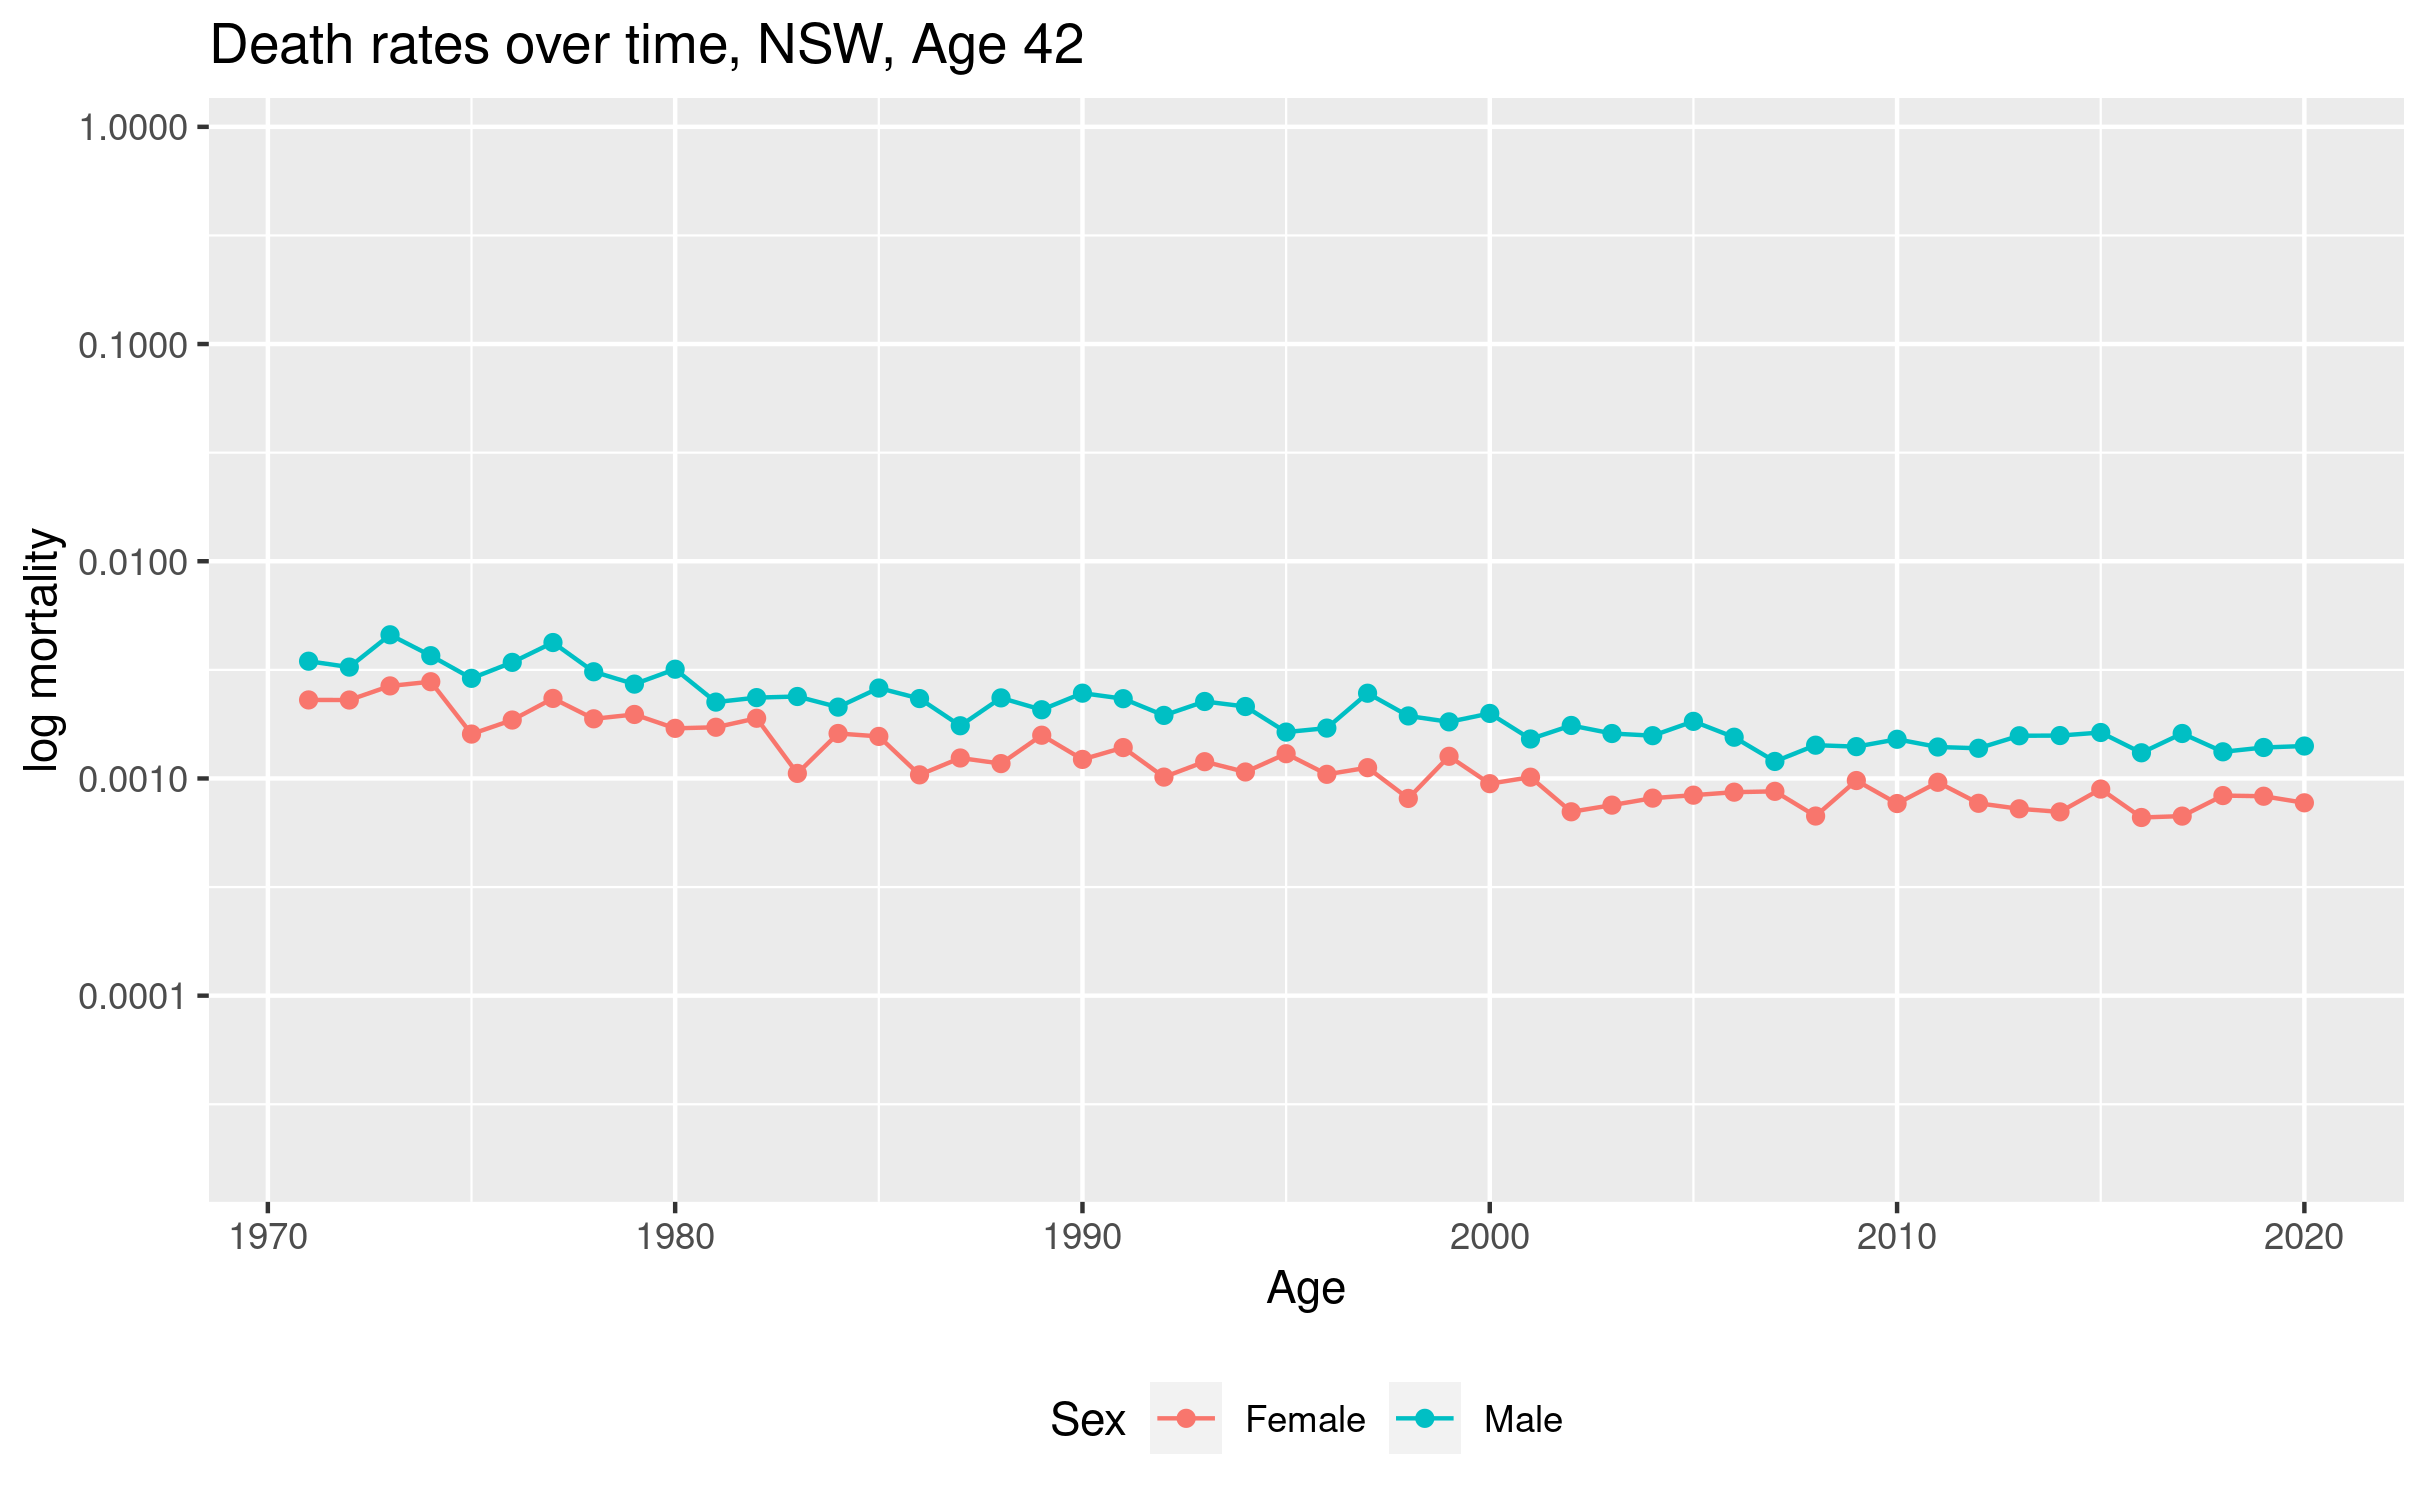 Death rates over time, NSW, Age 42
1.0000
0.1000
0.0100
0.0010
0.0001
log mortality
1970 1980 1990 2000 2010 2020
Age
Sex Female Male